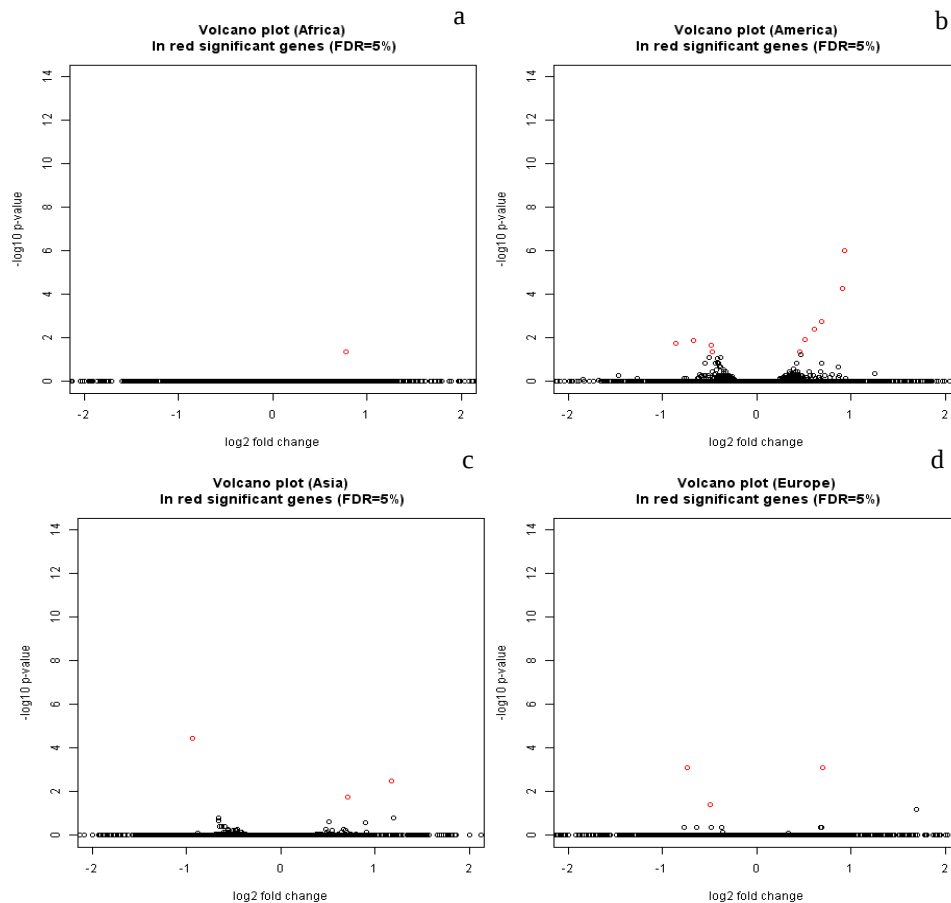 a
Volcano plot (Africa)
In red significant genes (FDR=5%)
14
12
10
8
6
4
2
0
-log10 p-value
-2 -1 0 1 2
log2 fold change
b
Volcano plot (America)
In red significant genes (FDR=5%)
14
12
10
8
6
4
2
0
-log10 p-value
-2 -1 0 1 2
log2 fold change
c
Volcano plot (Asia)
In red significant genes (FDR=5%)
14
12
10
8
6
4
2
0
-log10 p-value
-2 -1 0 1 2
log2 fold change
d
Volcano plot (Europe)
In red significant genes (FDR=5%)
14
12
10
8
6
4
2
0
-log10 p-value
-2 -1 0 1 2
log2 fold change